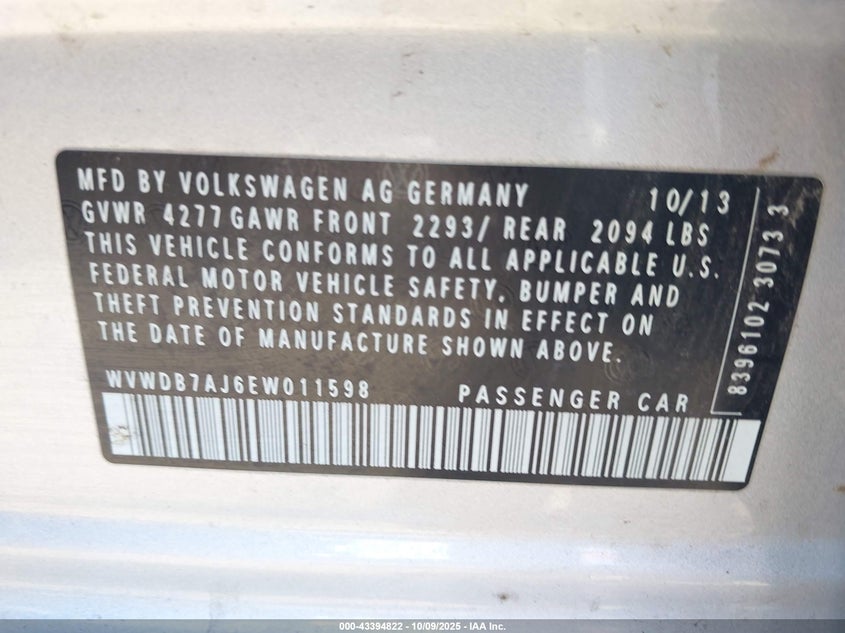 MFD BY VOLKSWAGEN AG GERMANY 10/13
GVWR 4277 GAWR FRONT 2293/ REAR 2094 LBS
THIS VEHICLE CONFORMS TO ALL APPLICABLE U.S.
FEDERAL MOTOR VEHICLE SAFETY, BUMPER AND
THEFT PREVENTION STANDARDS IN EFFECT ON
THE DATE OF MANUFACTURE SHOWN ABOVE.
WVWDB7AJ6EW011598 PASSENGER CAR
8396102 3073 3
000-43394822 - 10/09/2025 - IAA Inc.